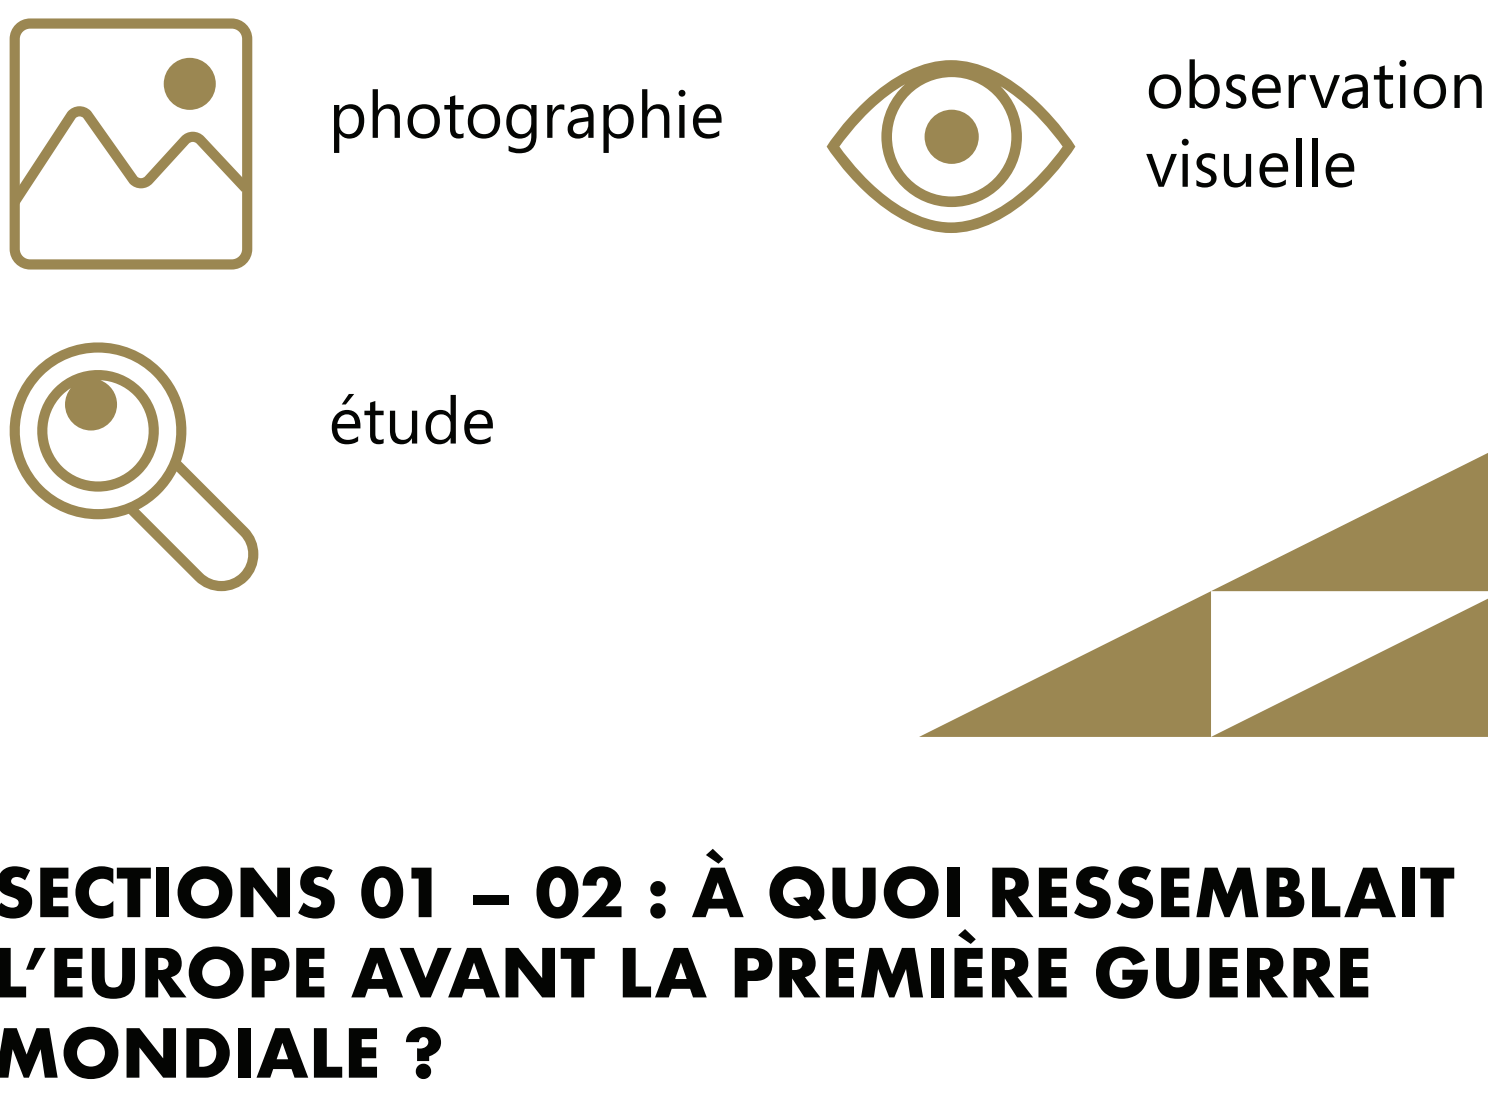 photographie
observation
visuelle
étude
SECTIONS 01 – 02 : À QUOI RESSEMBLAIT
L’EUROPE AVANT LA PREMIÈRE GUERRE
MONDIALE ?